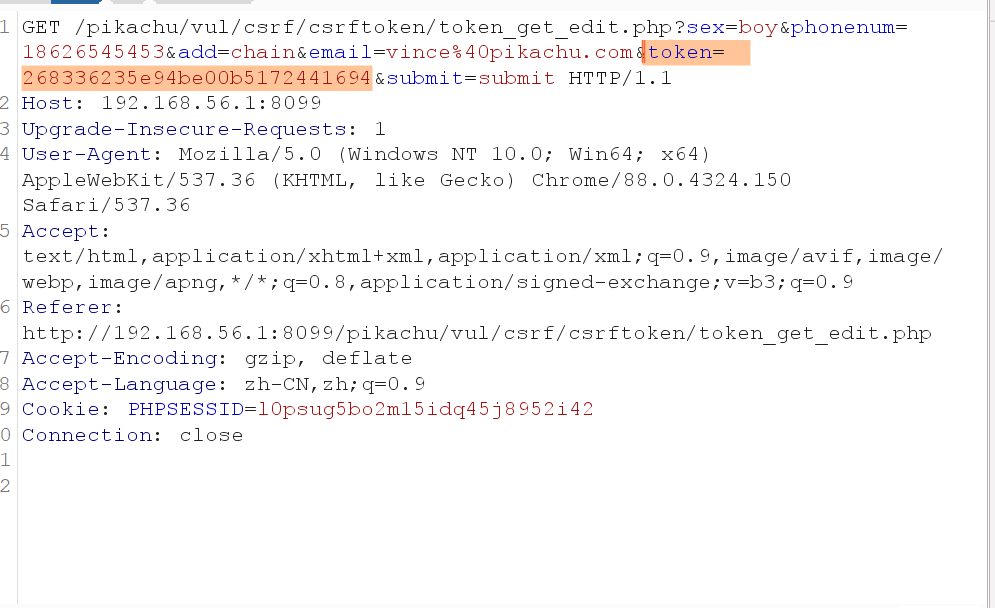 1 GET /pikachu/vul/csrf/csrftoken/token_get_edit.php?sex=boy&phonenum=
18626545453&add=chain&email=vince%40pikachu.com&token=
268336235e94be00b5172441694&submit=submit HTTP/1.1
2 Host: 192.168.56.1:8099
3 Upgrade-Insecure-Requests: 1
4 User-Agent: Mozilla/5.0 (Windows NT 10.0; Win64; x64)
AppleWebKit/537.36 (KHTML, like Gecko) Chrome/88.0.4324.150
Safari/537.36
5 Accept:
text/html,application/xhtml+xml,application/xml;q=0.9,image/avif,image/
webp,image/apng,*/*;q=0.8,application/signed-exchange;v=b3;q=0.9
6 Referer:
http://192.168.56.1:8099/pikachu/vul/csrf/csrftoken/token_get_edit.php
7 Accept-Encoding: gzip, deflate
8 Accept-Language: zh-CN,zh;q=0.9
9 Cookie: PHPSESSID=l0psug5bo2m15idq45j8952i42
0 Connection: close
1
2